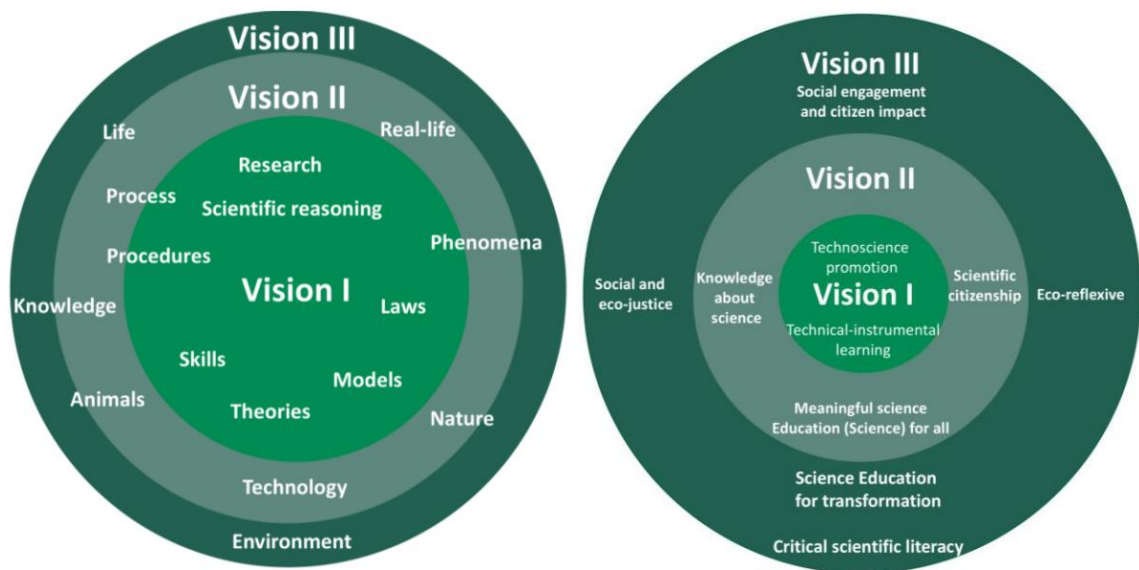 Vision III
Vision II
Life
Real-life
Research
Process
Scientific reasoning
Phenomena
Procedures
Vision I
Knowledge
Laws
Skills
Models
Animals
Theories
Nature
Technology
Environment
Vision III
Social engagement
and citizen impact
Vision II
Technoscience
promotion
Social and
eco-justice
Knowledge
about
science
Vision I
Scientific
citizenship
Eco-reflexive
Technical-instrumental
learning
Meaningful science
Education (Science) for all
Science Education
for transformation
Critical scientific literacy